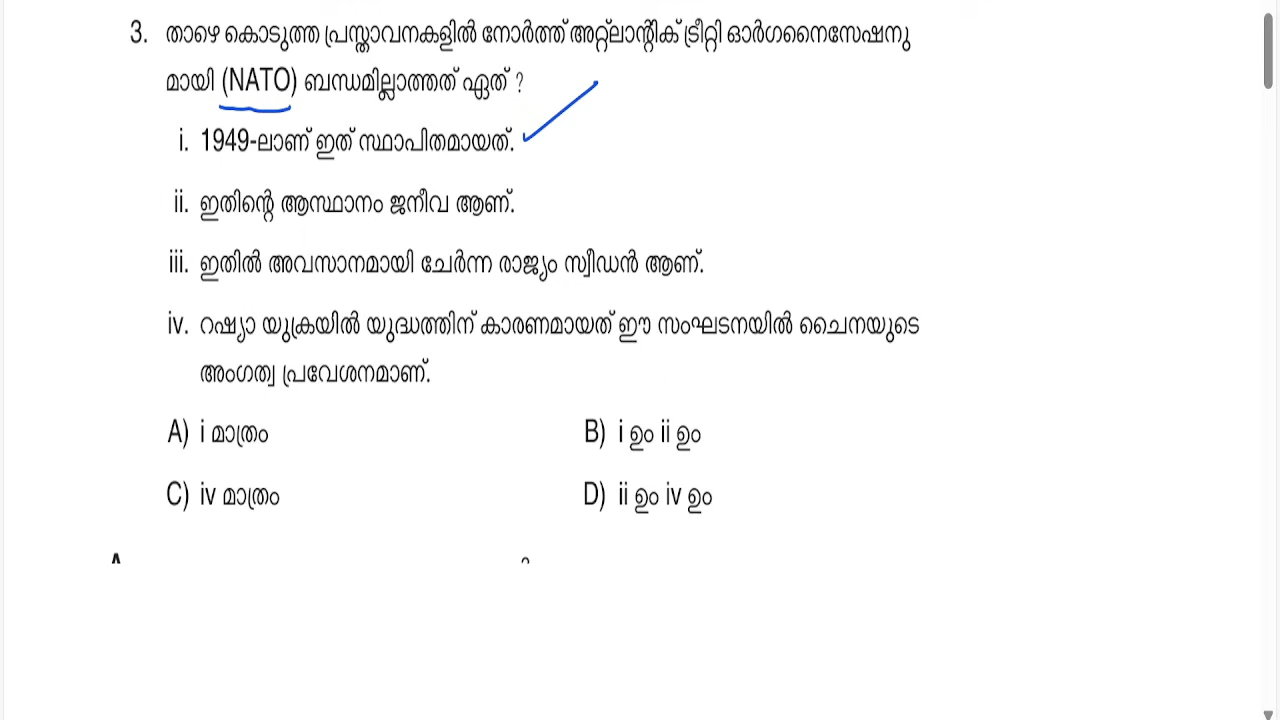 3. താഴെ കൊടുത്ത പ്രസ്താവനകളിൽ നോർത്ത് അറ്റ്ലാന്റിക് ട്രീറ്റി ഓർഗനൈസേഷനു
മായി (NATO) ബന്ധമില്ലാത്തത് ഏത് ?
i. 1949-ലാണ് ഇത് സ്ഥാപിതമായത്.
ii. ഇതിന്റെ ആസ്ഥാനം ജനീവ ആണ്.
iii. ഇതിൽ അവസാനമായി ചേർന്ന രാജ്യം സ്വീഡൻ ആണ്.
iv. റഷ്യാ യുക്രയിൽ യുദ്ധത്തിന് കാരണമായത് ഈ സംഘടനയിൽ ചൈനയുടെ
അംഗത്വ പ്രവേശനമാണ്.
A) i മാത്രം B) i ഉം ii ഉം
C) iv മാത്രം D) ii ഉം iv ഉം